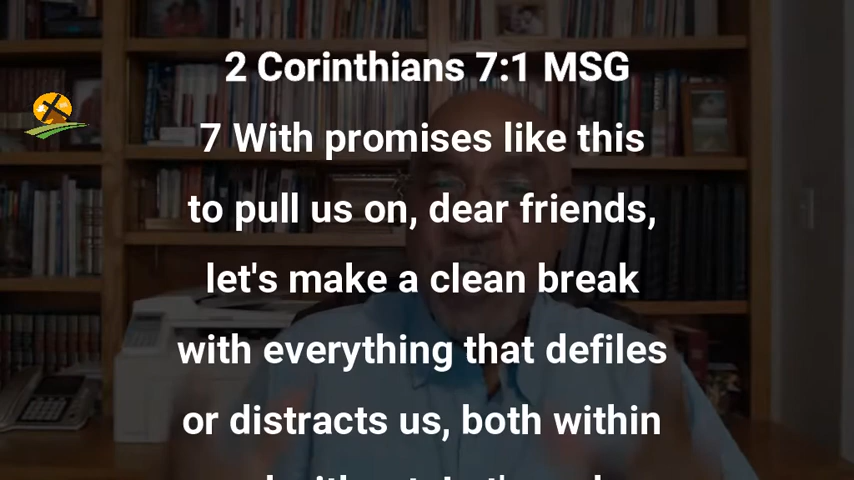 2 Corinthians 7:1 MSG
7 With promises like this
to pull us on, dear friends,
let's make a clean break
with everything that defiles
or distracts us, both within